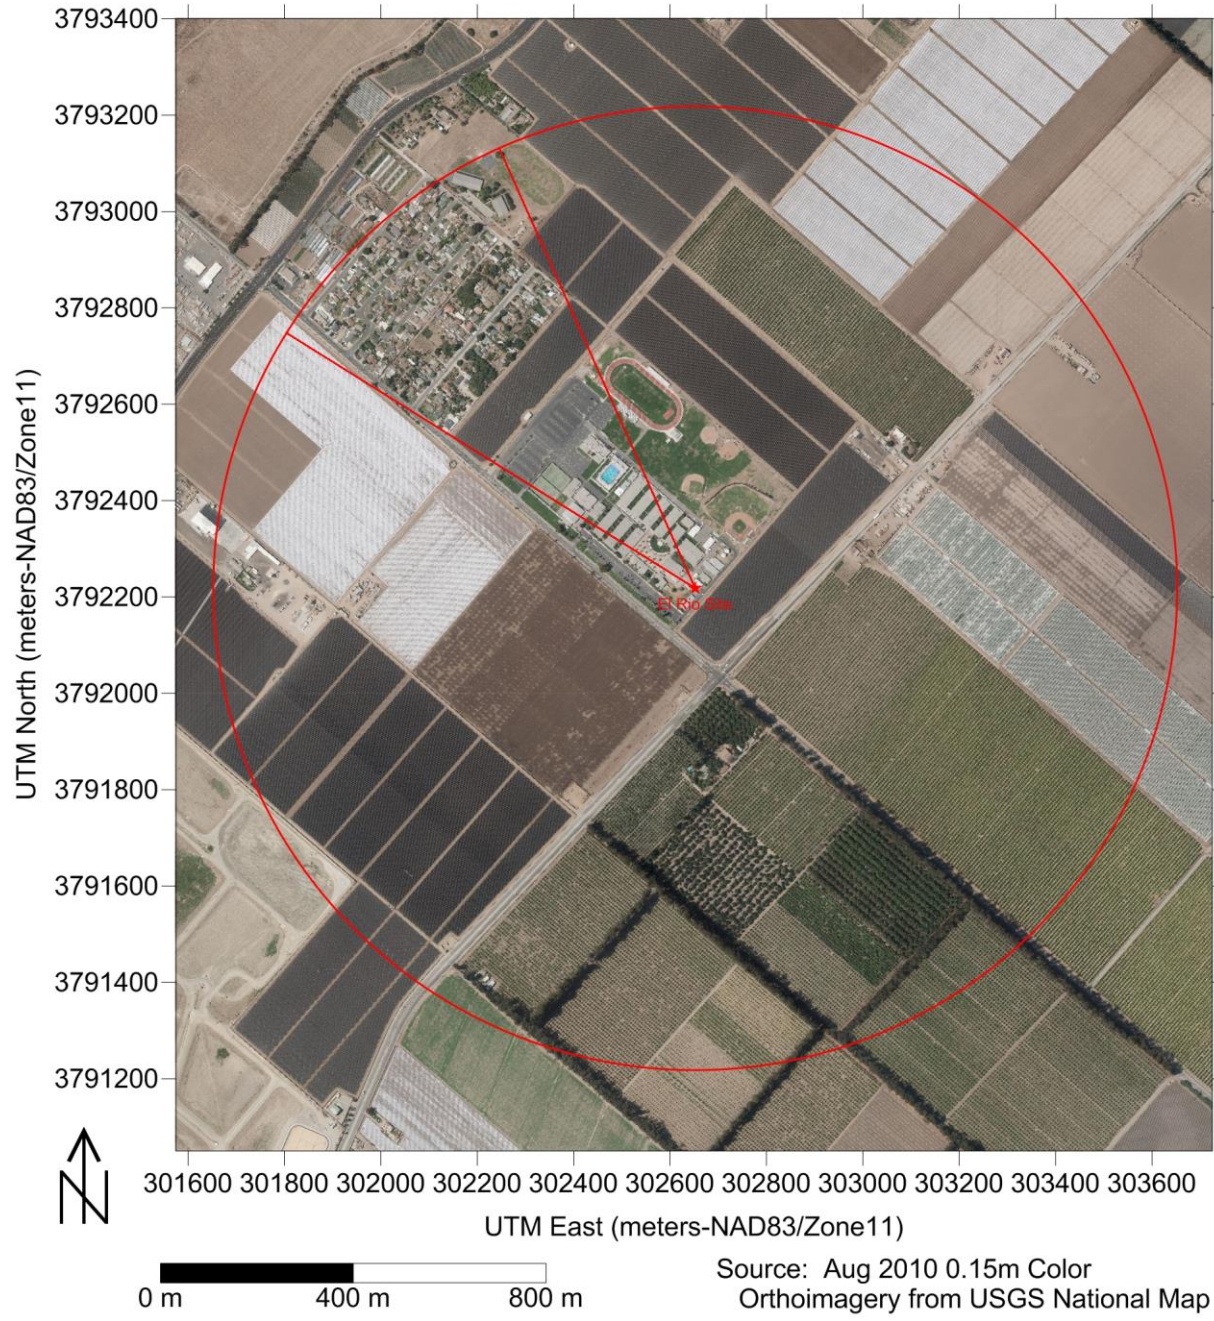 3793400
3793200
3793000
3792800
3792600
3792400
3792200
3792000
3791800
3791600
3791400
3791200
UTM North (meters-NAD83/Zone11)
El Rio Site
N
301600 301800 302000 302200 302400 302600 302800 303000 303200 303400 303600
UTM East (meters-NAD83/Zone11)
0 m 400 m 800 m
Source: Aug 2010 0.15m Color
Orthoimagery from USGS National Map